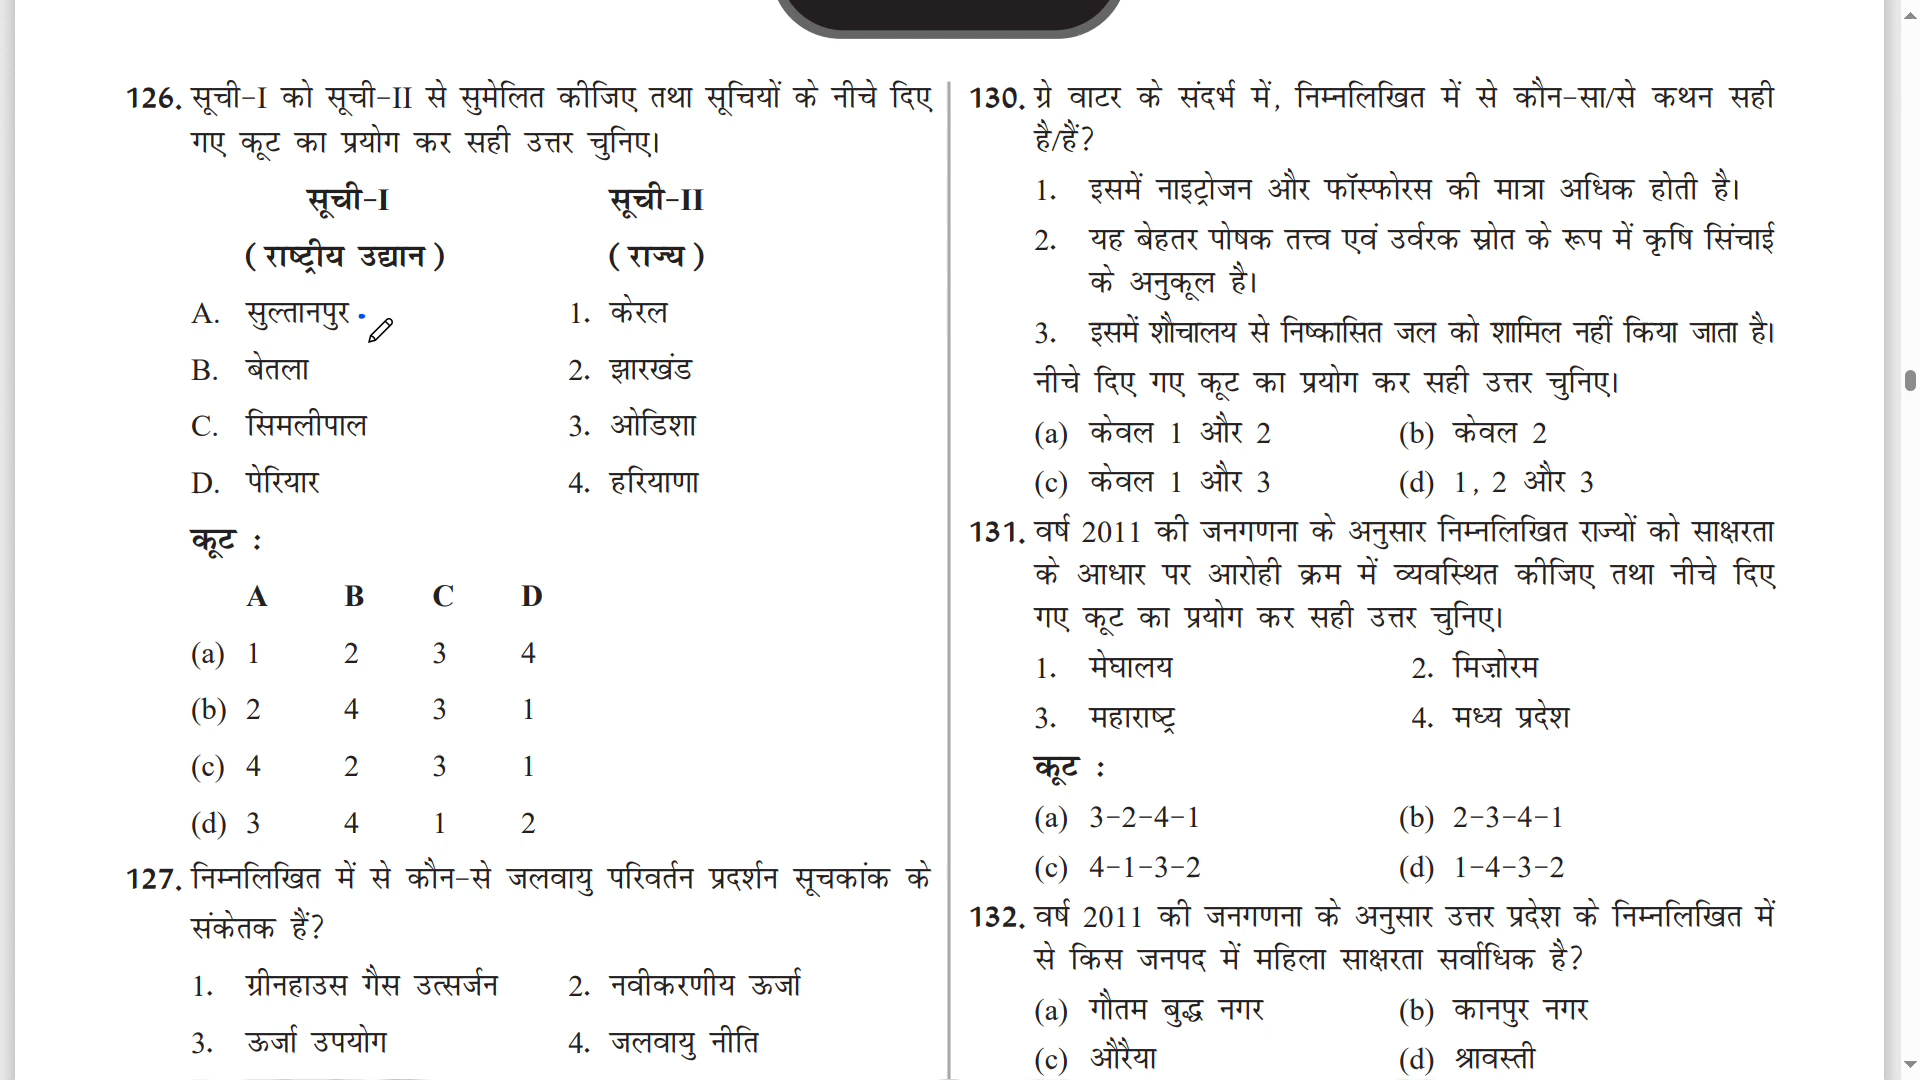 126. सूची-I को सूची-II से सुमेलित कीजिए तथा सूचियों के नीचे दिए
गए कूट का प्रयोग कर सही उत्तर चुनिए।
सूची-I सूची-II
(राष्ट्रीय उद्यान) (राज्य)
A. सुल्तानपुर 1. केरल
B. बेतला 2. झारखंड
C. सिमलीपाल 3. ओडिशा
D. पेरियार 4. हरियाणा
कूट :
A B C D
(a) 1 2 3 4
(b) 2 4 3 1
(c) 4 2 3 1
(d) 3 4 1 2
127. निम्नलिखित में से कौन-से जलवायु परिवर्तन प्रदर्शन सूचकांक के
संकेतक हैं?
1. ग्रीनहाउस गैस उत्सर्जन 2. नवीकरणीय ऊर्जा
3. ऊर्जा उपयोग 4. जलवायु नीति
130. ग्रे वाटर के संदर्भ में, निम्नलिखित में से कौन-सा/से कथन सही
है/हैं?
1. इसमें नाइट्रोजन और फॉस्फोरस की मात्रा अधिक होती है।
2. यह बेहतर पोषक तत्त्व एवं उर्वरक स्रोत के रूप में कृषि सिंचाई
के अनुकूल है।
3. इसमें शौचालय से निष्कासित जल को शामिल नहीं किया जाता है।
नीचे दिए गए कूट का प्रयोग कर सही उत्तर चुनिए।
(a) केवल 1 और 2 (b) केवल 2
(c) केवल 1 और 3 (d) 1, 2 और 3
131. वर्ष 2011 की जनगणना के अनुसार निम्नलिखित राज्यों को साक्षरता
के आधार पर आरोही क्रम में व्यवस्थित कीजिए तथा नीचे दिए
गए कूट का प्रयोग कर सही उत्तर चुनिए।
1. मेघालय 2. मिज़ोरम
3. महाराष्ट्र 4. मध्य प्रदेश
कूट :
(a) 3-2-4-1 (b) 2-3-4-1
(c) 4-1-3-2 (d) 1-4-3-2
132. वर्ष 2011 की जनगणना के अनुसार उत्तर प्रदेश के निम्नलिखित में
से किस जनपद में महिला साक्षरता सर्वाधिक है?
(a) गौतम बुद्ध नगर (b) कानपुर नगर
(c) औरैया (d) श्रावस्ती